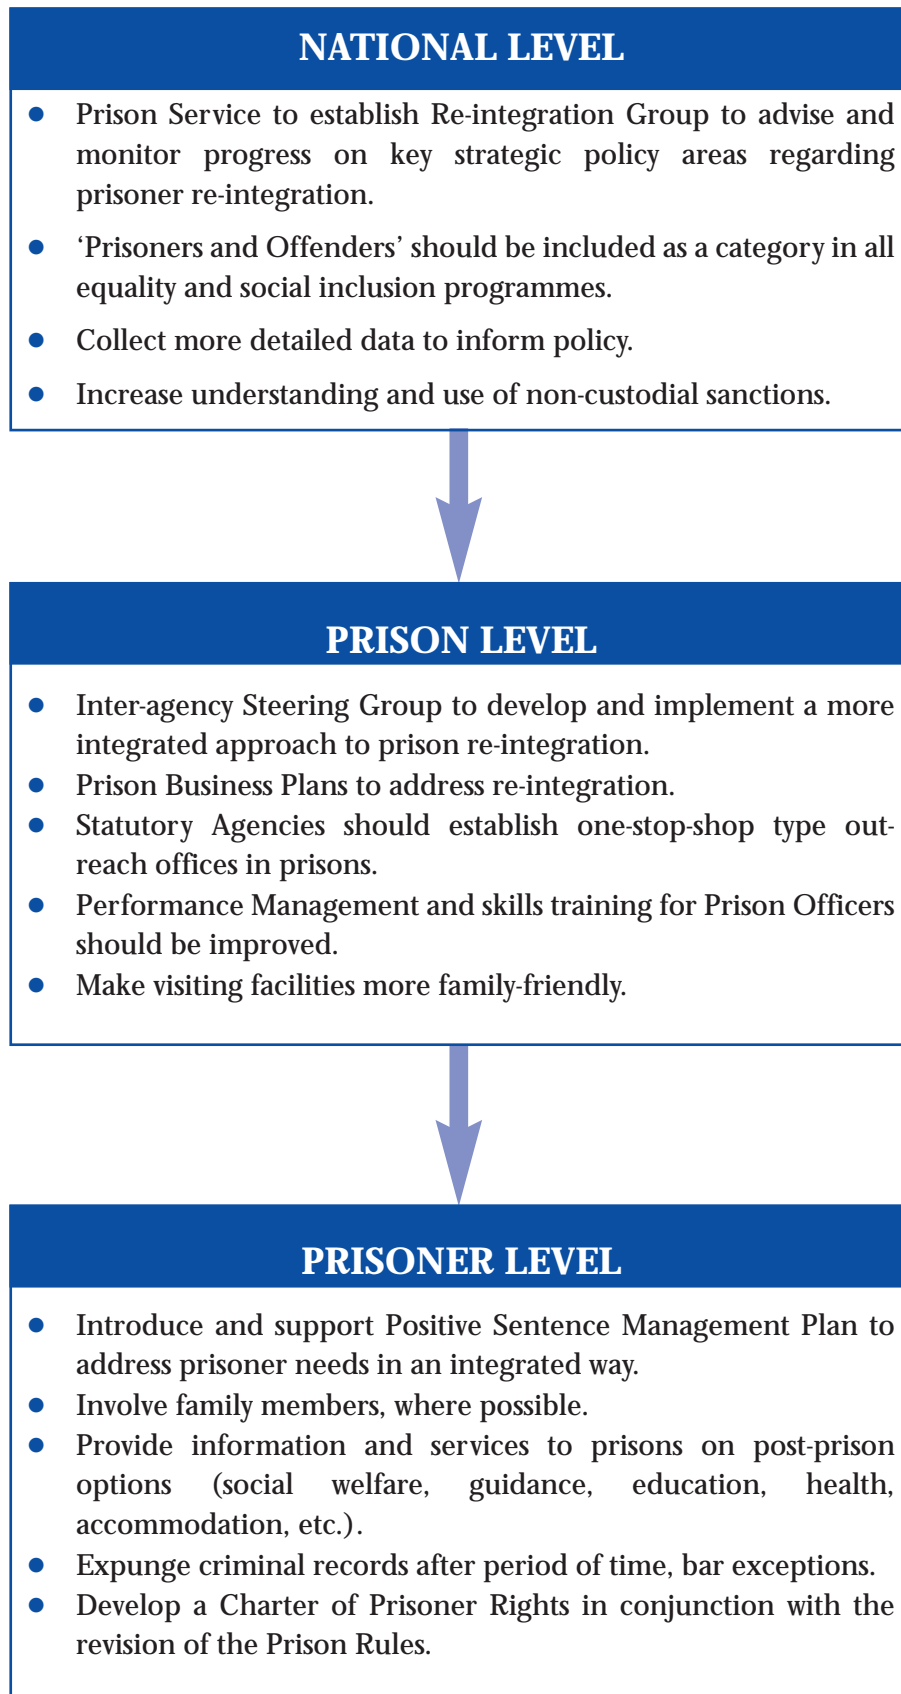 NATIONAL LEVEL
● Prison Service to establish Re-integration Group to advise and
monitor progress on key strategic policy areas regarding
prisoner re-integration.
● ‘Prisoners and Offenders’ should be included as a category in all
equality and social inclusion programmes.
● Collect more detailed data to inform policy.
● Increase understanding and use of non-custodial sanctions.
PRISON LEVEL
● Inter-agency Steering Group to develop and implement a more
integrated approach to prison re-integration.
● Prison Business Plans to address re-integration.
● Statutory Agencies should establish one-stop-shop type out-
reach offices in prisons.
● Performance Management and skills training for Prison Officers
should be improved.
● Make visiting facilities more family-friendly.
PRISONER LEVEL
● Introduce and support Positive Sentence Management Plan to
address prisoner needs in an integrated way.
● Involve family members, where possible.
● Provide information and services to prisons on post-prison
options (social welfare, guidance, education, health,
accommodation, etc.).
● Expunge criminal records after period of time, bar exceptions.
● Develop a Charter of Prisoner Rights in conjunction with the
revision of the Prison Rules.